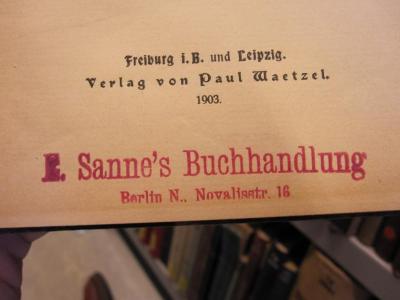 Freiburg i. B. und Leipzig.
Verlag von Paul Waetzel.
1903.
E. Sanne's Buchhandlung
Berlin N., Novalisstr. 16